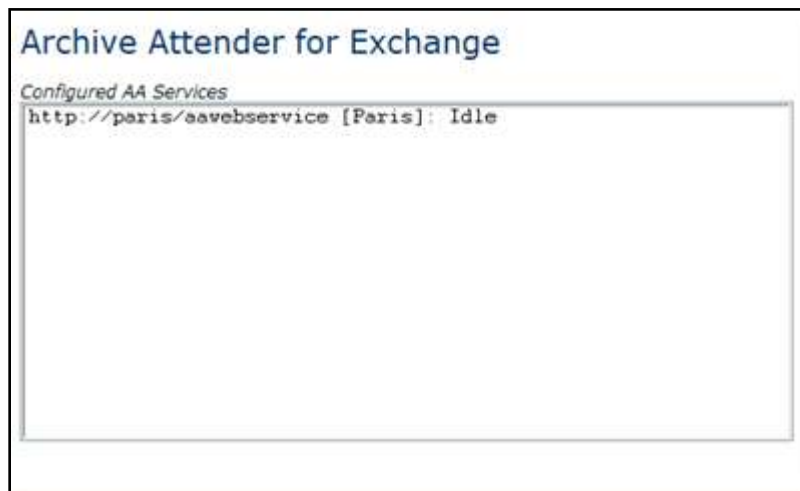 Archive Attender for Exchange
Configured AA Services
http://paris/aawebservice [Paris]: Idle